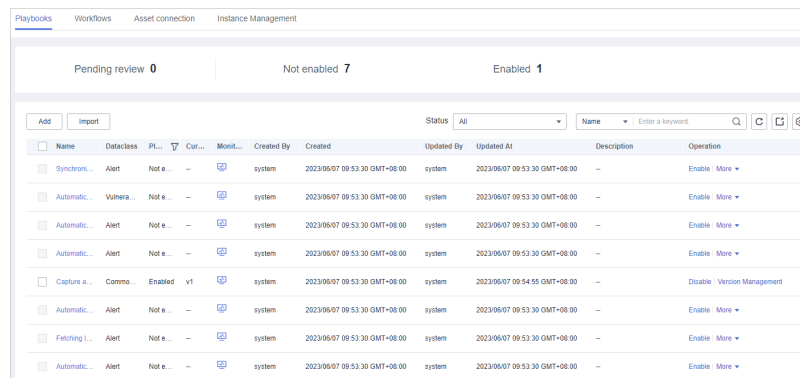 Playbooks Workflows Asset connection Instance Management
Pending review 0 Not enabled 7 Enabled 1
Add Import Status All Name Enter a keyword.
Name Dataclass Pl... Cur... Monit... Created By Created Updated By Updated At Description Operation
Synchroni... Alert Not e... -- system 2023/06/07 09:53:30 GMT+08:00 system 2023/06/07 09:53:30 GMT+08:00 -- Enable More
Automatic... Vulnera... Not e... -- system 2023/06/07 09:53:30 GMT+08:00 system 2023/06/07 09:53:30 GMT+08:00 -- Enable More
Automatic... Alert Not e... -- system 2023/06/07 09:53:30 GMT+08:00 system 2023/06/07 09:53:30 GMT+08:00 -- Enable More
Automatic... Alert Not e... -- system 2023/06/07 09:53:30 GMT+08:00 system 2023/06/07 09:53:30 GMT+08:00 -- Enable More
Capture a... Commo... Enabled v1 system 2023/06/07 09:53:30 GMT+08:00 system 2023/06/07 09:54:55 GMT+08:00 -- Disable Version Management
Automatic... Alert Not e... -- system 2023/06/07 09:53:30 GMT+08:00 system 2023/06/07 09:53:30 GMT+08:00 -- Enable More
Fetching I... Alert Not e... -- system 2023/06/07 09:53:30 GMT+08:00 system 2023/06/07 09:53:30 GMT+08:00 -- Enable More
Automatic... Alert Not e... -- system 2023/06/07 09:53:30 GMT+08:00 system 2023/06/07 09:53:30 GMT+08:00 -- Enable More